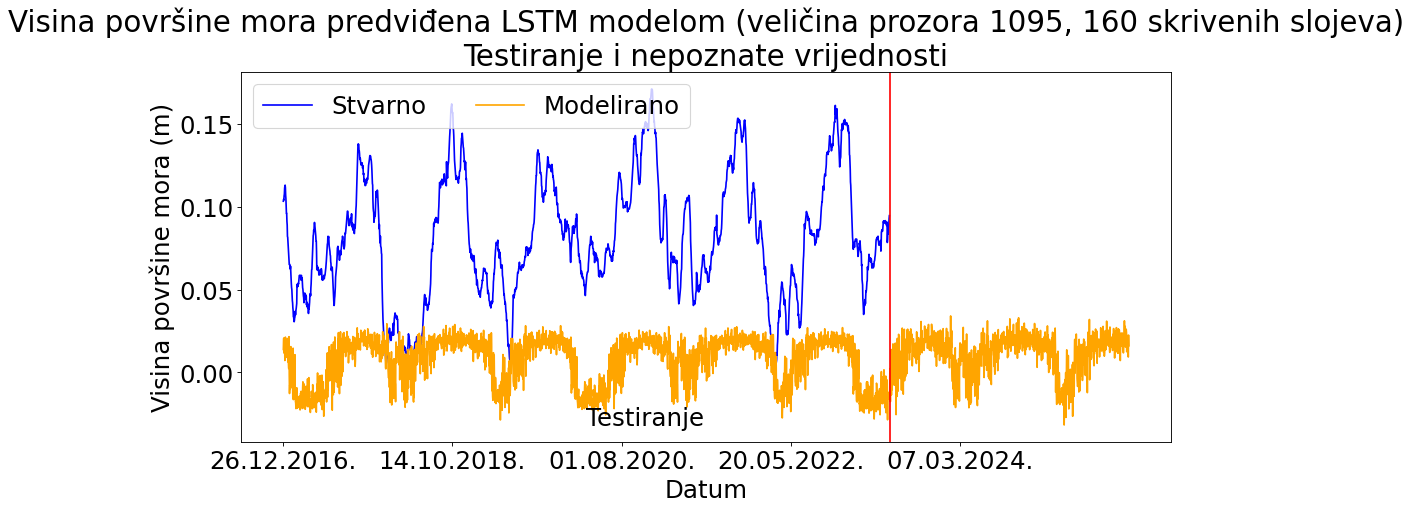 Visina površine mora predviđena LSTM modelom (veličina prozora 1095, 160 skrivenih slojeva)
Testiranje i nepoznate vrijednosti
Stvarno Modelirano
Visina površine mora (m)
0.15
0.10
0.05
0.00
Testiranje
26.12.2016. 14.10.2018. 01.08.2020. 20.05.2022. 07.03.2024.
Datum